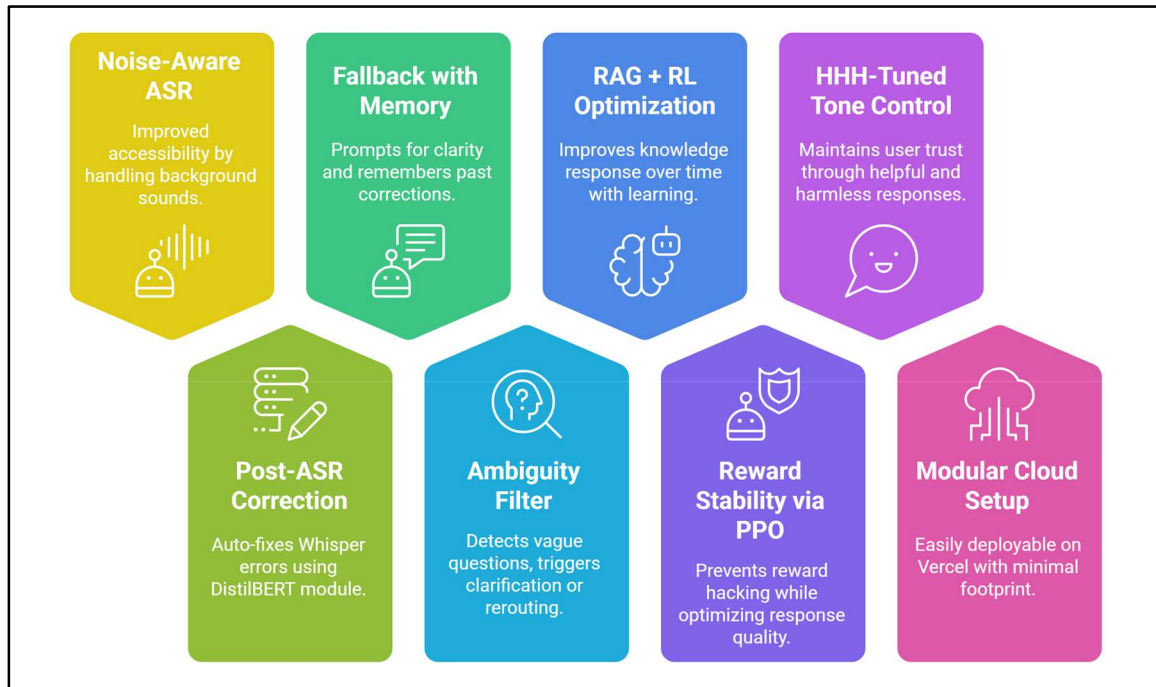 Noise-Aware
ASR
Improved
accessibility by
handling background
sounds.
Fallback with
Memory
Prompts for clarity
and remembers past
corrections.
RAG + RL
Optimization
Improves knowledge
response over time
with learning.
HHH-Tuned
Tone Control
Maintains user trust
through helpful and
harmless responses.
Post-ASR
Correction
Auto-fixes Whisper
errors using
DistilBERT module.
?
Ambiguity
Filter
Detects vague
questions, triggers
clarification or
rerouting.
Reward
Stability via
PPO
Prevents reward
hacking while
optimizing response
quality.
Modular Cloud
Setup
Easily deployable on
Vercel with minimal
footprint.